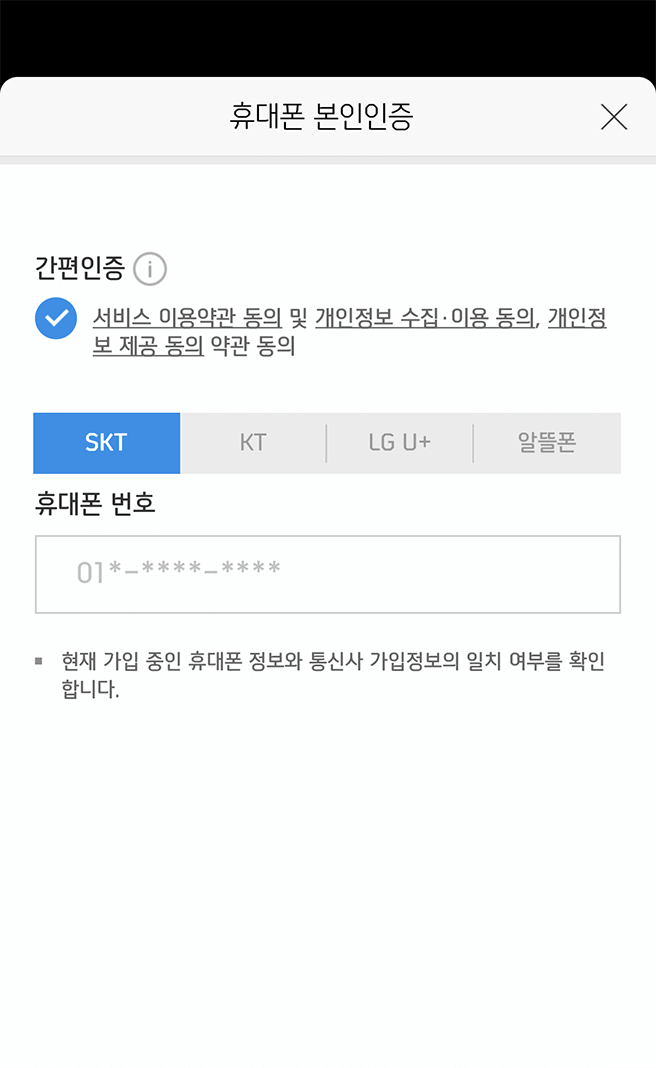 휴대폰 본인인증
간편인증
서비스 이용약관 동의 및 개인정보 수집·이용 동의, 개인정
보 제공 동의 약관 동의
SKT KT LG U+ 알뜰폰
휴대폰 번호
01*-****-****
▪ 현재 가입 중인 휴대폰 정보와 통신사 가입정보의 일치 여부를 확인
합니다.